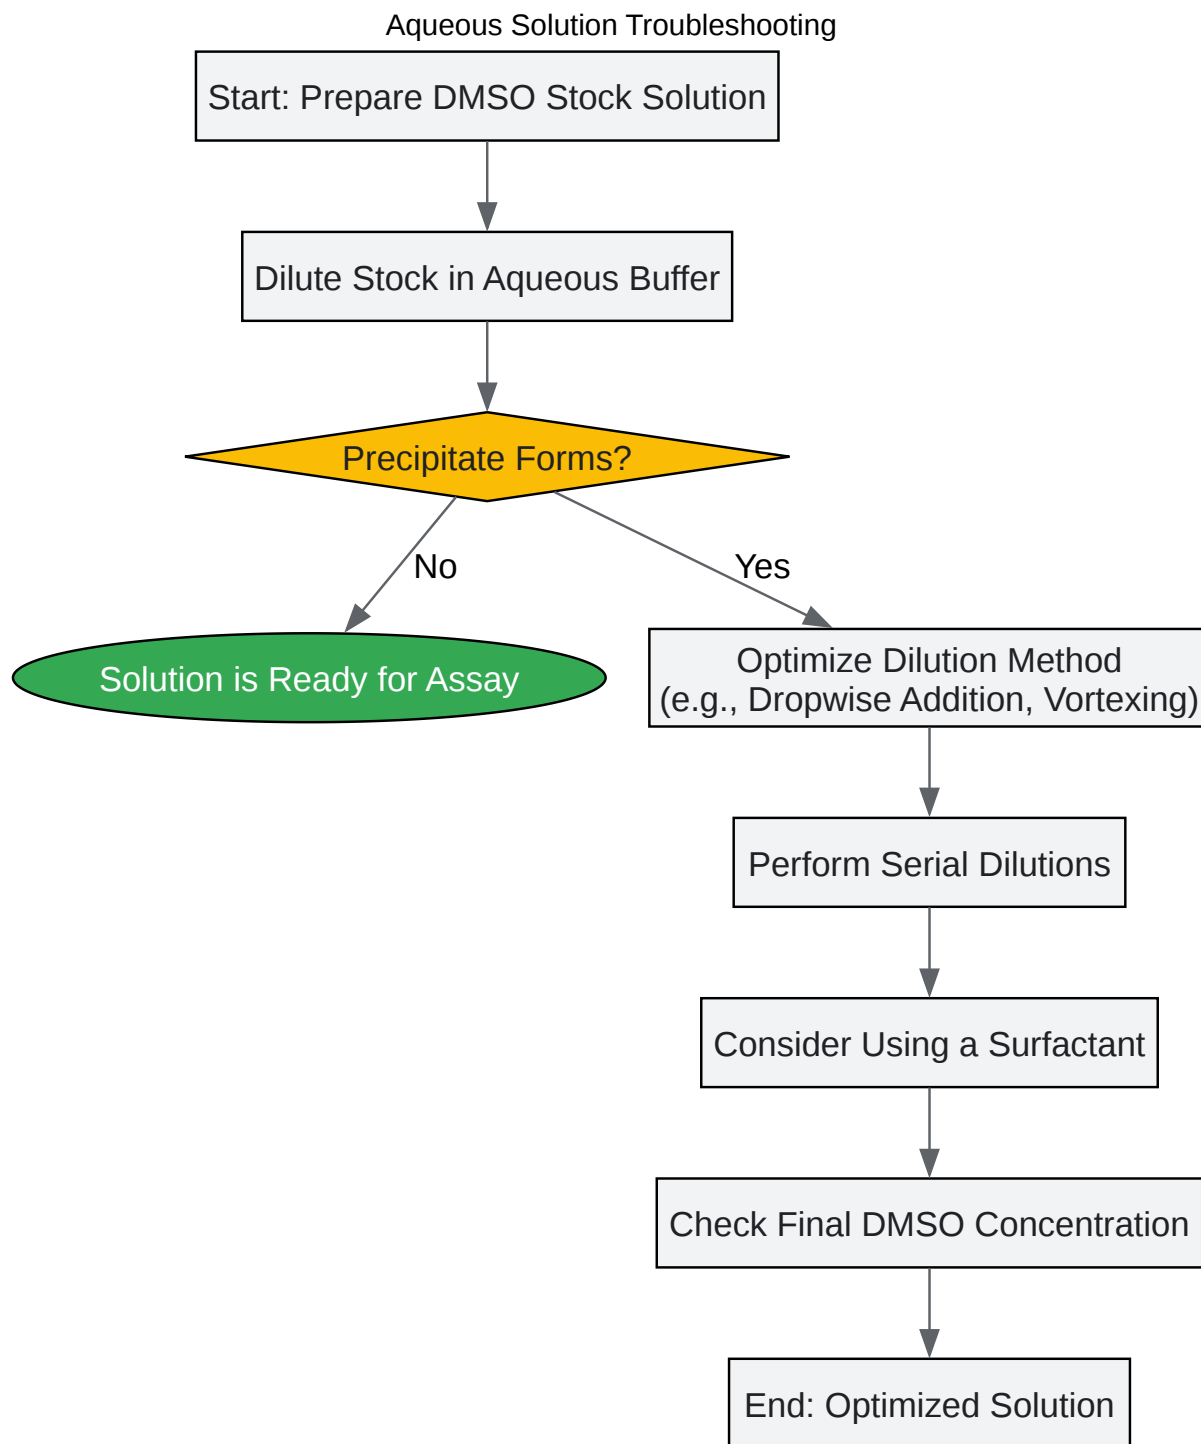 Aqueous Solution Troubleshooting
Start: Prepare DMSO Stock Solution
Dilute Stock in Aqueous Buffer
Precipitate Forms?
No
Yes
Solution is Ready for Assay
Optimize Dilution Method
(e.g., Dropwise Addition, Vortexing)
Perform Serial Dilutions
Consider Using a Surfactant
Check Final DMSO Concentration
End: Optimized Solution